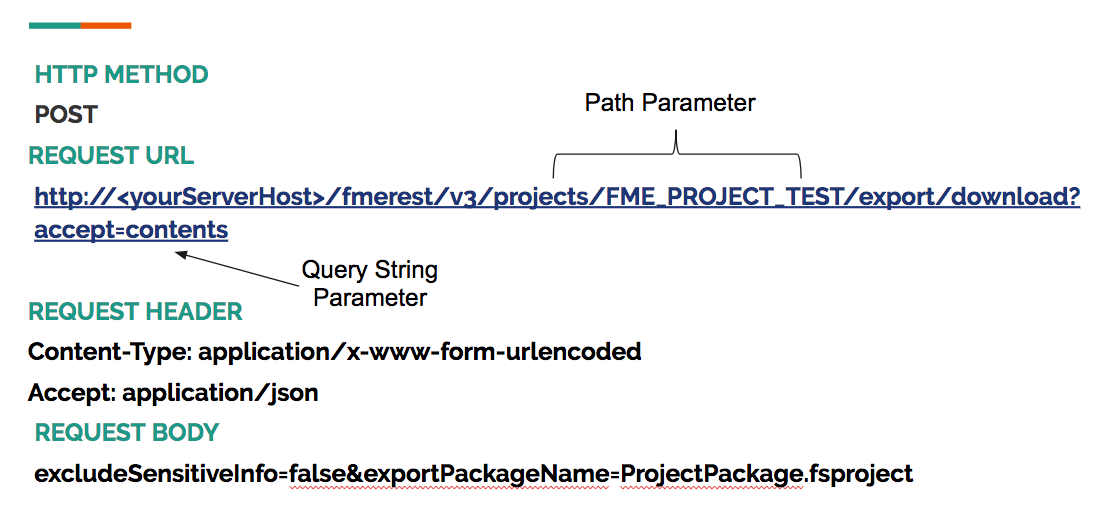 HTTP METHOD
POST
Path Parameter
REQUEST URL
http://<yourServerHost>/fmerest/v3/projects/FME_PROJECT_TEST/export/download?
accept=contents
Query String
Parameter
REQUEST HEADER
Content-Type: application/x-www-form-urlencoded
Accept: application/json
REQUEST BODY
excludeSensitiveInfo=false&exportPackageName=ProjectPackage.fsproject